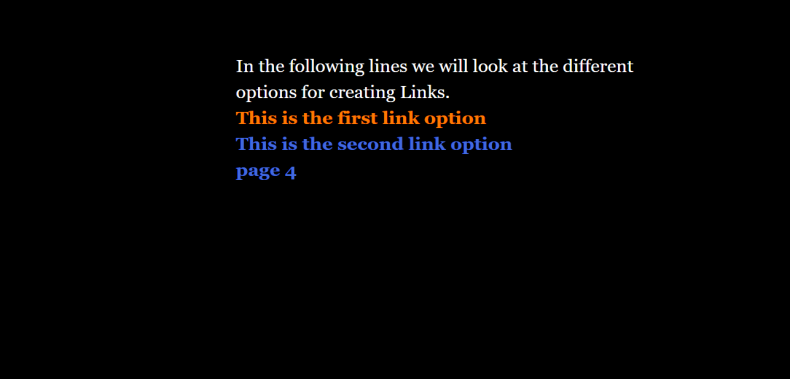 In the following lines we will look at the different
options for creating Links.
This is the first link option
This is the second link option
page 4